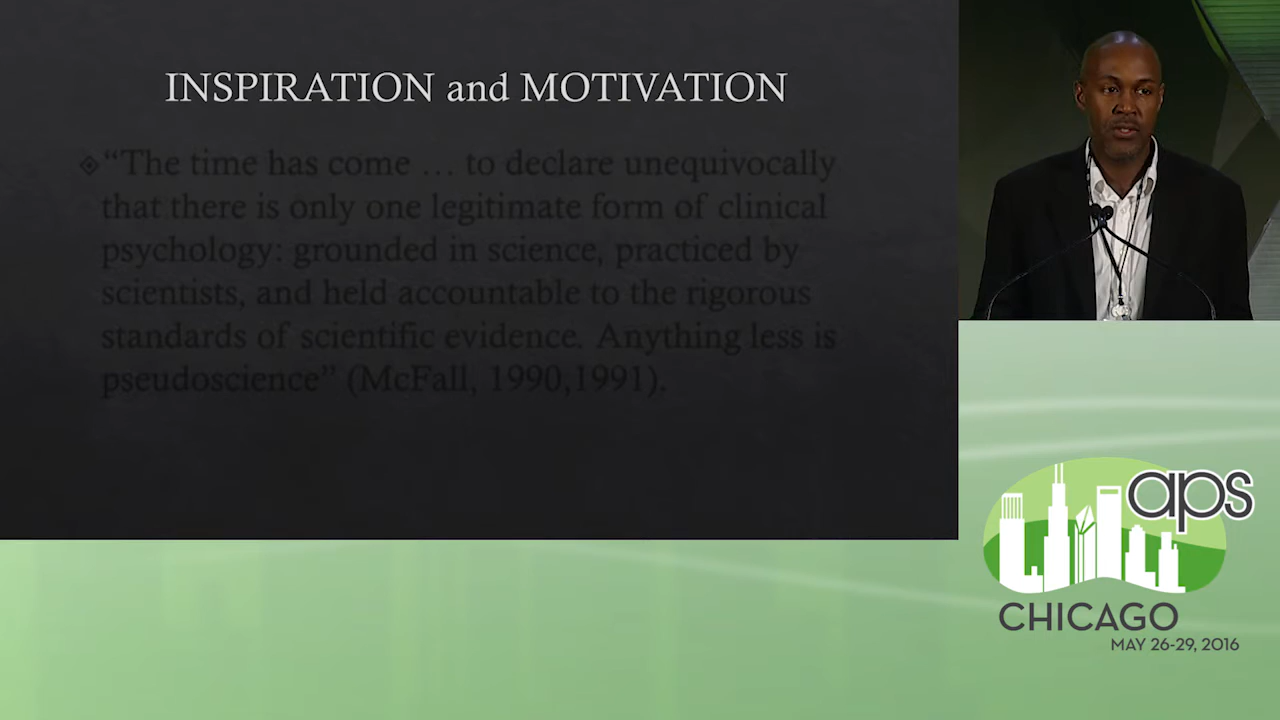 INSPIRATION and MOTIVATION
“The time has come … to declare unequivocally
that there is only one legitimate form of clinical
psychology: grounded in science, practiced by
scientists, and held accountable to the rigorous
standards of scientific evidence. Anything less is
pseudoscience” (McFall, 1990,1991).
aps
CHICAGO
MAY 26-29, 2016